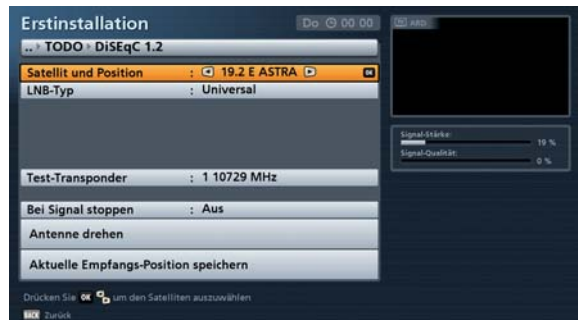 Erstinstallation
Do 00 00
.. › TODO › DiSEqC 1.2
ARD
Satellit und Position : 19.2 E ASTRA OK
LNB-Typ : Universal
Signal-Stärke:
19 %
Signal-Qualität:
0 %
Test-Transponder : 1 10729 MHz
Bei Signal stoppen : Aus
Antenne drehen
Aktuelle Empfangs-Position speichern
Drücken Sie OK um den Satelliten auszuwählen
BACK Zurück